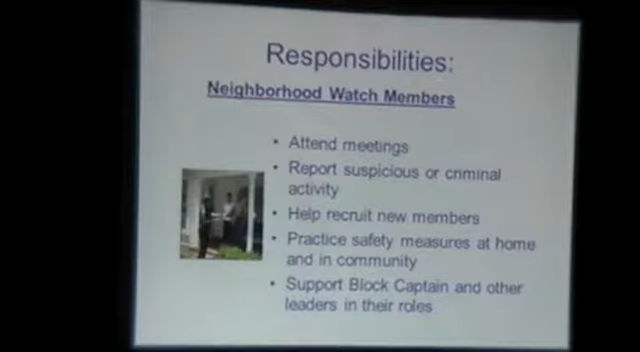 Responsibilities:
Neighborhood Watch Members
• Attend meetings
• Report suspicious or criminal
activity
• Help recruit new members
• Practice safety measures at home
and in community
• Support Block Captain and other
leaders in their roles